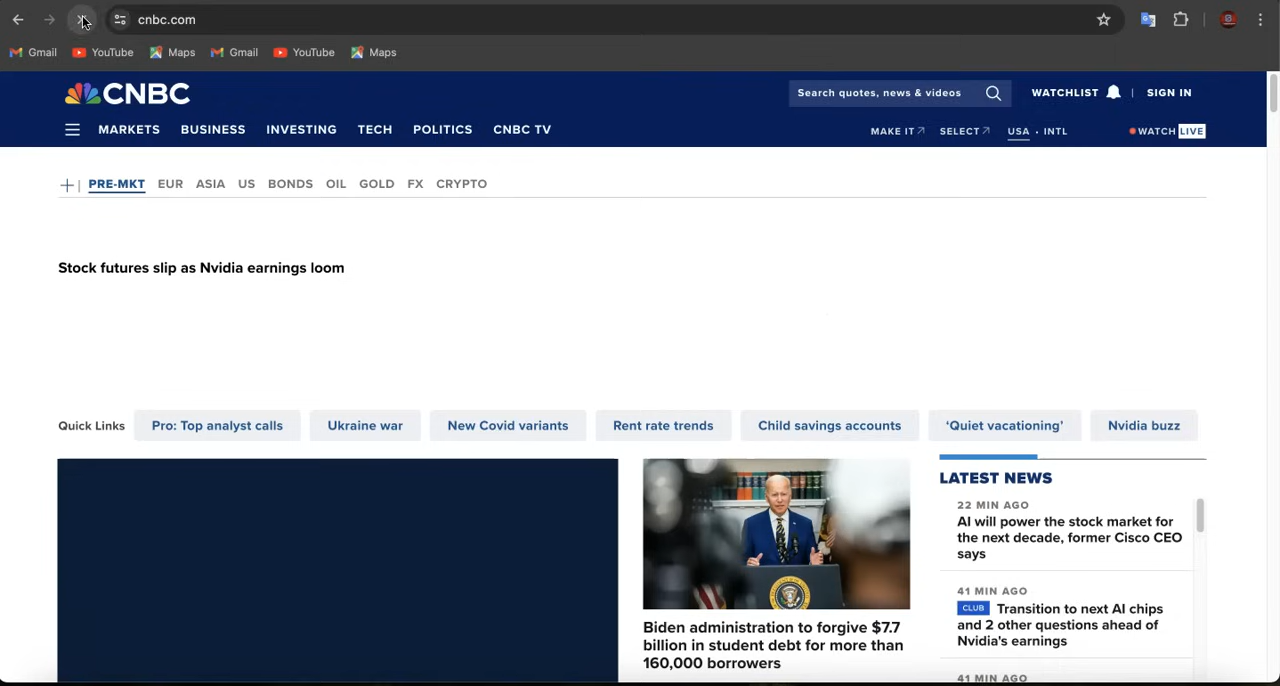 cnbc.com
Gmail YouTube Maps Gmail YouTube Maps
CNBC
Search quotes, news & videos
WATCHLIST | SIGN IN
MARKETS BUSINESS INVESTING TECH POLITICS CNBC TV
MAKE IT SELECT USA • INTL WATCH LIVE
PRE-MKT EUR ASIA US BONDS OIL GOLD FX CRYPTO
Stock futures slip as Nvidia earnings loom
Quick Links Pro: Top analyst calls Ukraine war New Covid variants Rent rate trends Child savings accounts ‘Quiet vacationing’ Nvidia buzz
Biden administration to forgive $7.7
billion in student debt for more than
160,000 borrowers
LATEST NEWS
22 MIN AGO
AI will power the stock market for
the next decade, former Cisco CEO
says
41 MIN AGO
CLUB Transition to next AI chips
and 2 other questions ahead of
Nvidia's earnings
41 MIN AGO